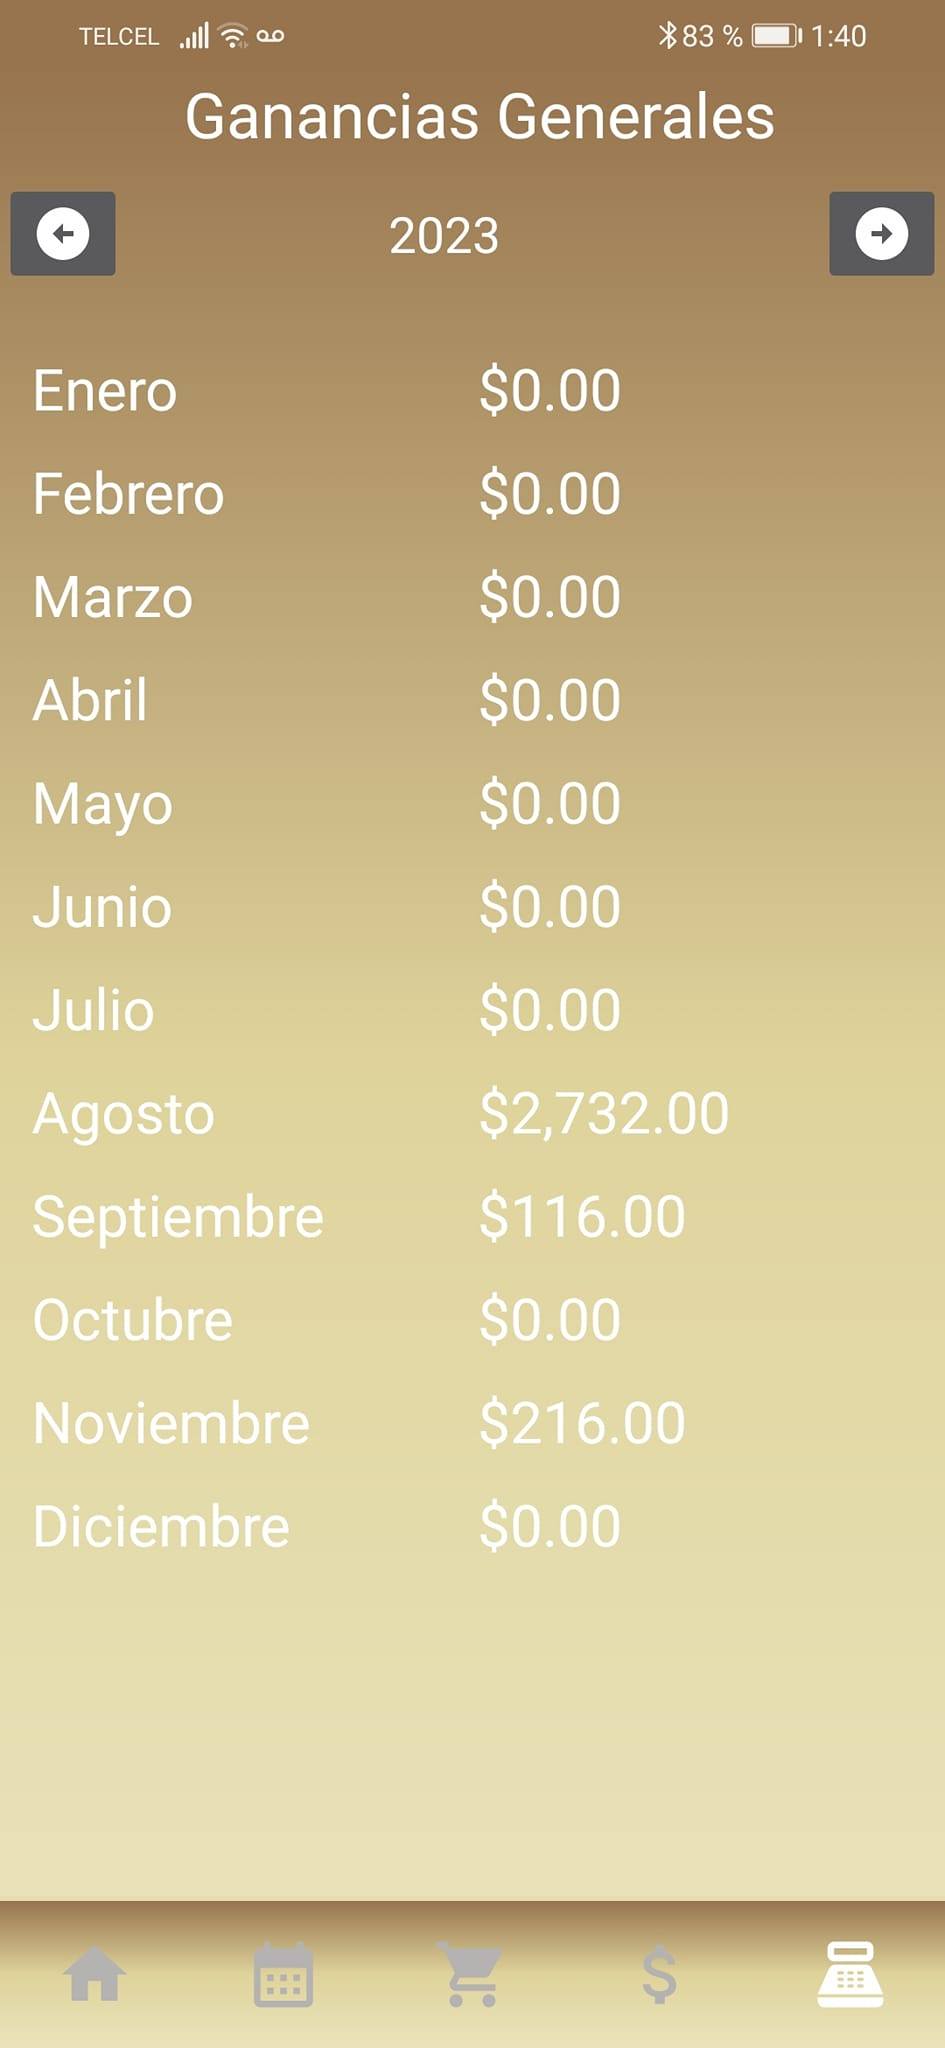 TELCEL 83 % 1:40
Ganancias Generales
2023
Enero $0.00
Febrero $0.00
Marzo $0.00
Abril $0.00
Mayo $0.00
Junio $0.00
Julio $0.00
Agosto $2,732.00
Septiembre $116.00
Octubre $0.00
Noviembre $216.00
Diciembre $0.00